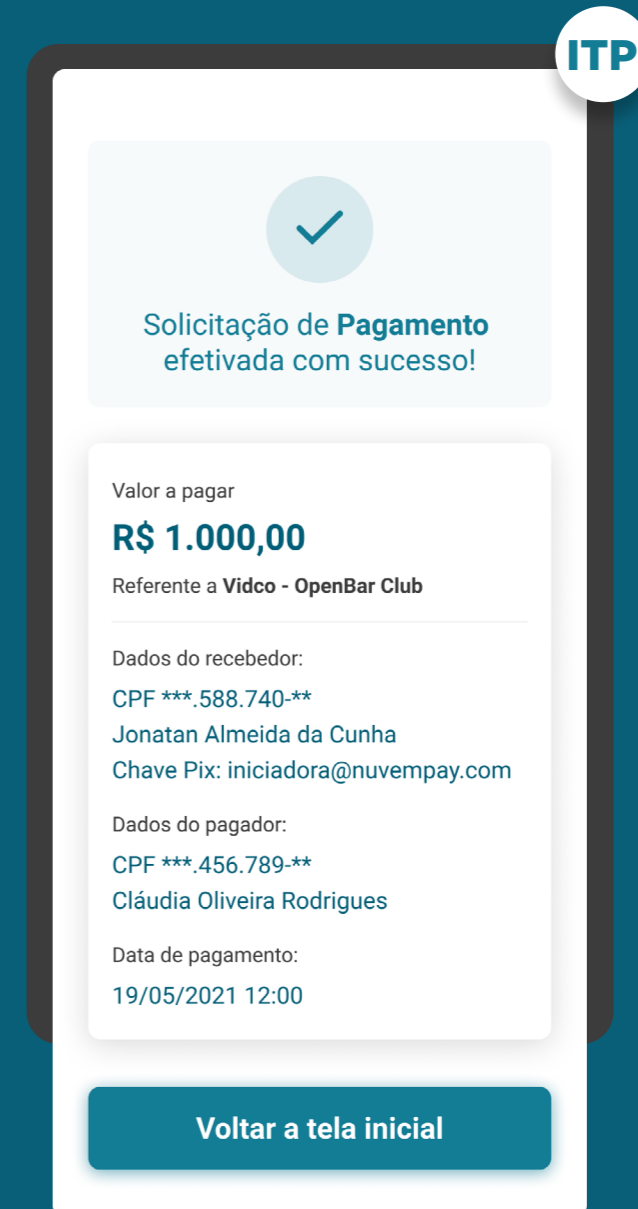 ITP
Solicitação de Pagamento
efetivada com sucesso!
Valor a pagar
R$ 1.000,00
Referente a Vidco - OpenBar Club
Dados do recebedor:
CPF ***.588.740-**
Jonatan Almeida da Cunha
Chave Pix: iniciadora@nuvempay.com
Dados do pagador:
CPF ***.456.789-**
Cláudia Oliveira Rodrigues
Data de pagamento:
19/05/2021 12:00
Voltar a tela inicial